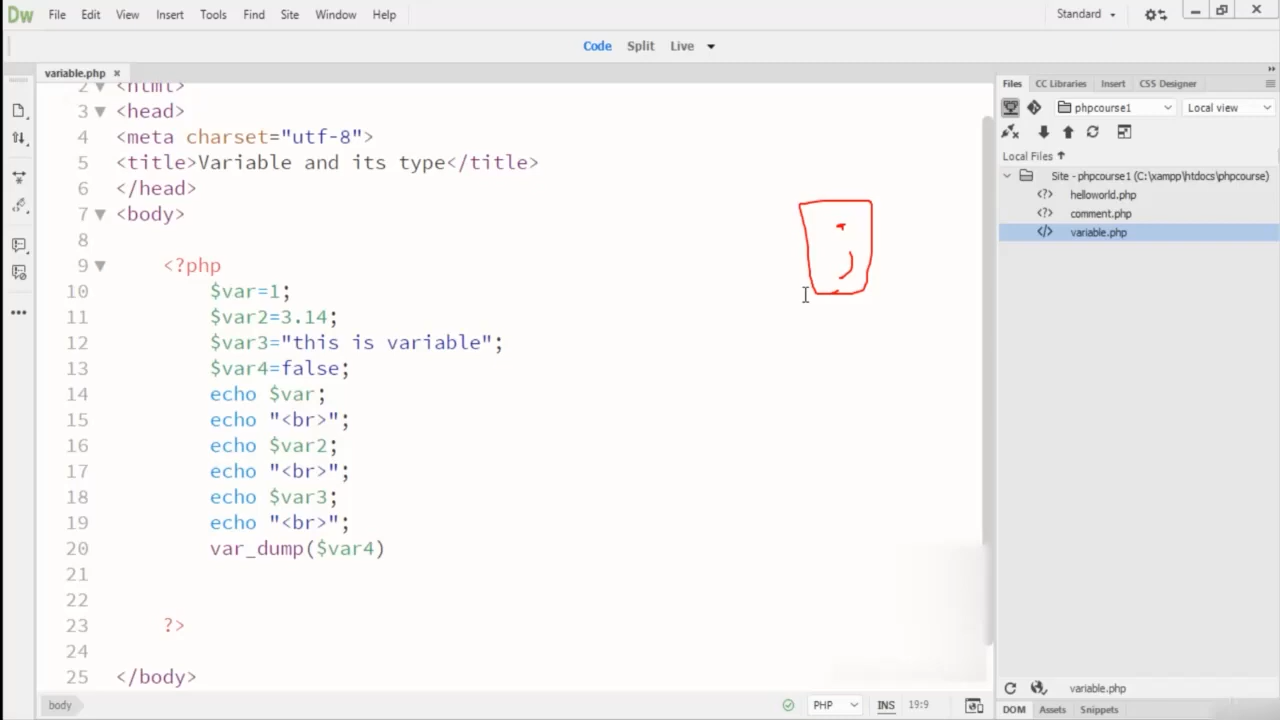 Dw File Edit View Insert Tools Find Site Window Help Standard
Code Split Live
variable.php
Files CC Libraries Insert CSS Designer
phpcourse1 Local view
Local Files
Site - phpcourse1 (C:\xampp\htdocs\phpcourse)
helloworld.php
comment.php
variable.php
2 <html>
3 <head>
4 <meta charset="utf-8">
5 <title>Variable and its type</title>
6 </head>
7 <body>
8
9 <?php
10 $var=1;
11 $var2=3.14;
12 $var3="this is variable";
13 $var4=false;
14 echo $var;
15 echo "<br>";
16 echo $var2;
17 echo "<br>";
18 echo $var3;
19 echo "<br>";
20 var_dump($var4)
21
22
23 ?>
24
25 </body>
variable.php
body PHP INS 19:9
DOM Assets Snippets